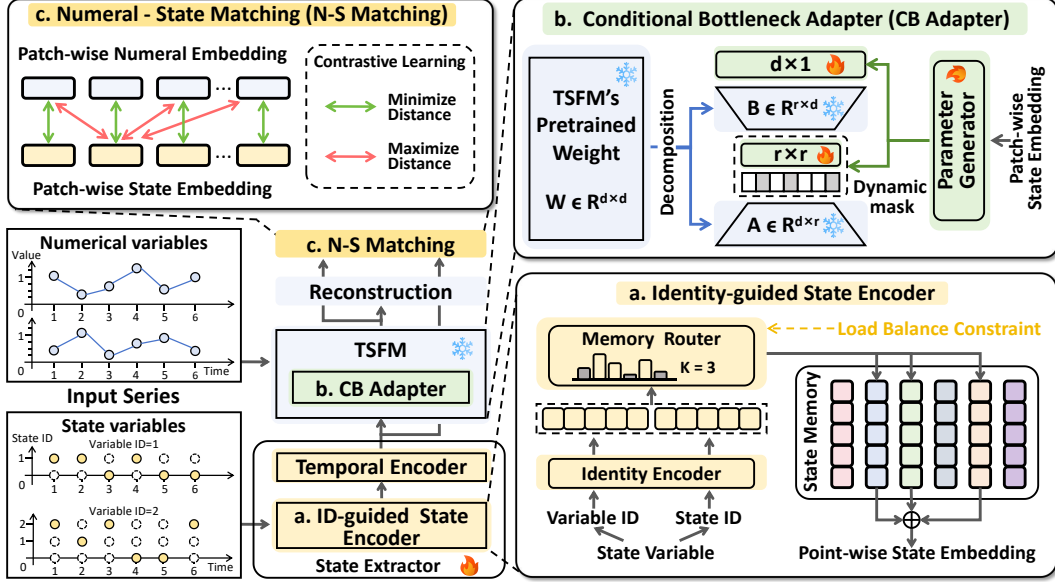 c. Numeral - State Matching (N-S Matching)
Patch-wise Numeral Embedding
...
...
Patch-wise State Embedding
Contrastive Learning
Minimize
Distance
Maximize
Distance
b. Conditional Bottleneck Adapter (CB Adapter)
TSFM's
Pretrained
Weight
W ∈ R^{d×d}
Decomposition
d×1
B ∈ R^{r×d}
r×r
Dynamic
mask
A ∈ R^{d×r}
Parameter
Generator
Patch-wise
State Embedding
Numerical variables
Value
1
0
1 2 3 4 5 6
1
0
1 2 3 4 5 6 Time
Input Series
State variables
State ID
Variable ID=1
1
0
1 2 3 4 5 6
Variable ID=2
2
1
0
1 2 3 4 5 6 Time
c. N-S Matching
Reconstruction
TSFM
b. CB Adapter
Temporal Encoder
a. ID-guided State
Encoder
State Extractor
a. Identity-guided State Encoder
Memory Router
K = 3
Load Balance Constraint
Identity Encoder
Variable ID
State ID
State Variable
State Memory
Point-wise State Embedding